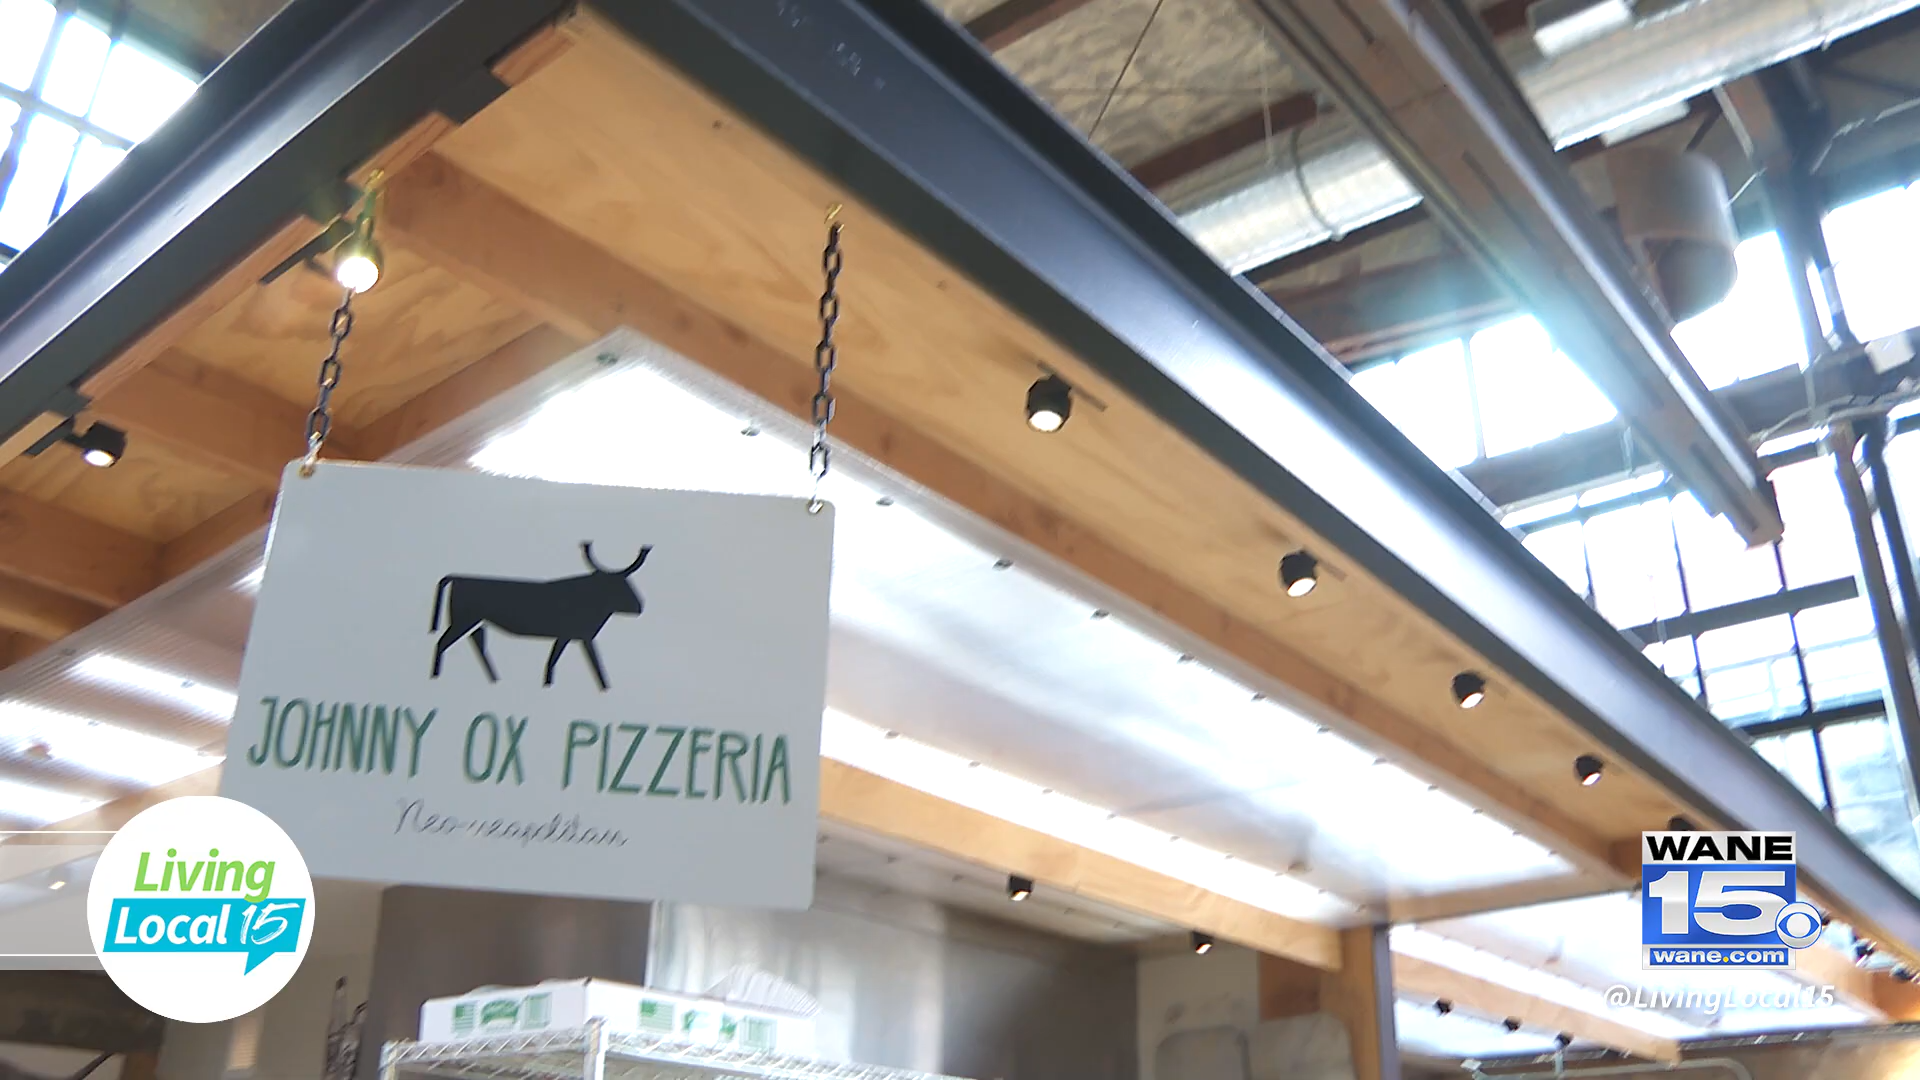 JOHNNY OX PIZZERIA
Neo-neapolitan
Living
Local 15
WANE
15
wane.com
@LivingLocal15